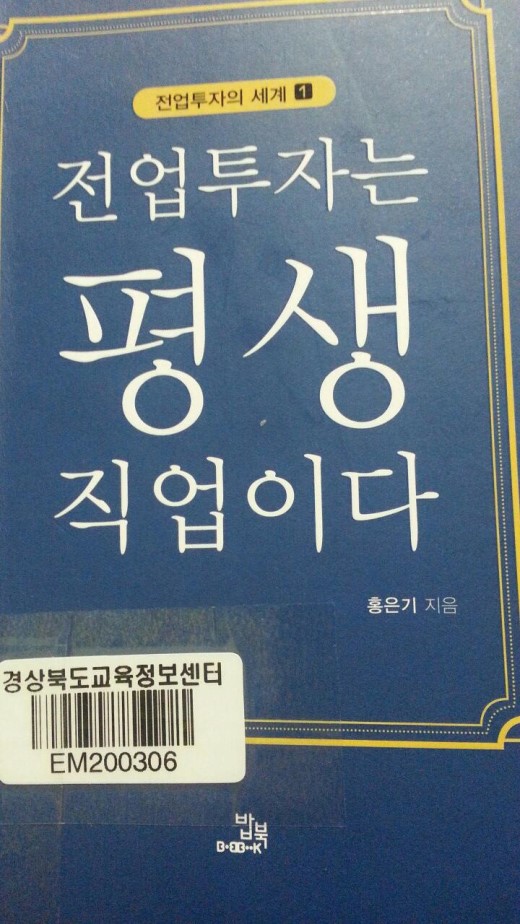 전업투자의 세계 1
전업투자는
평생
직업이다
홍은기 지음
경상북도교육정보센터
EM200306
밥북